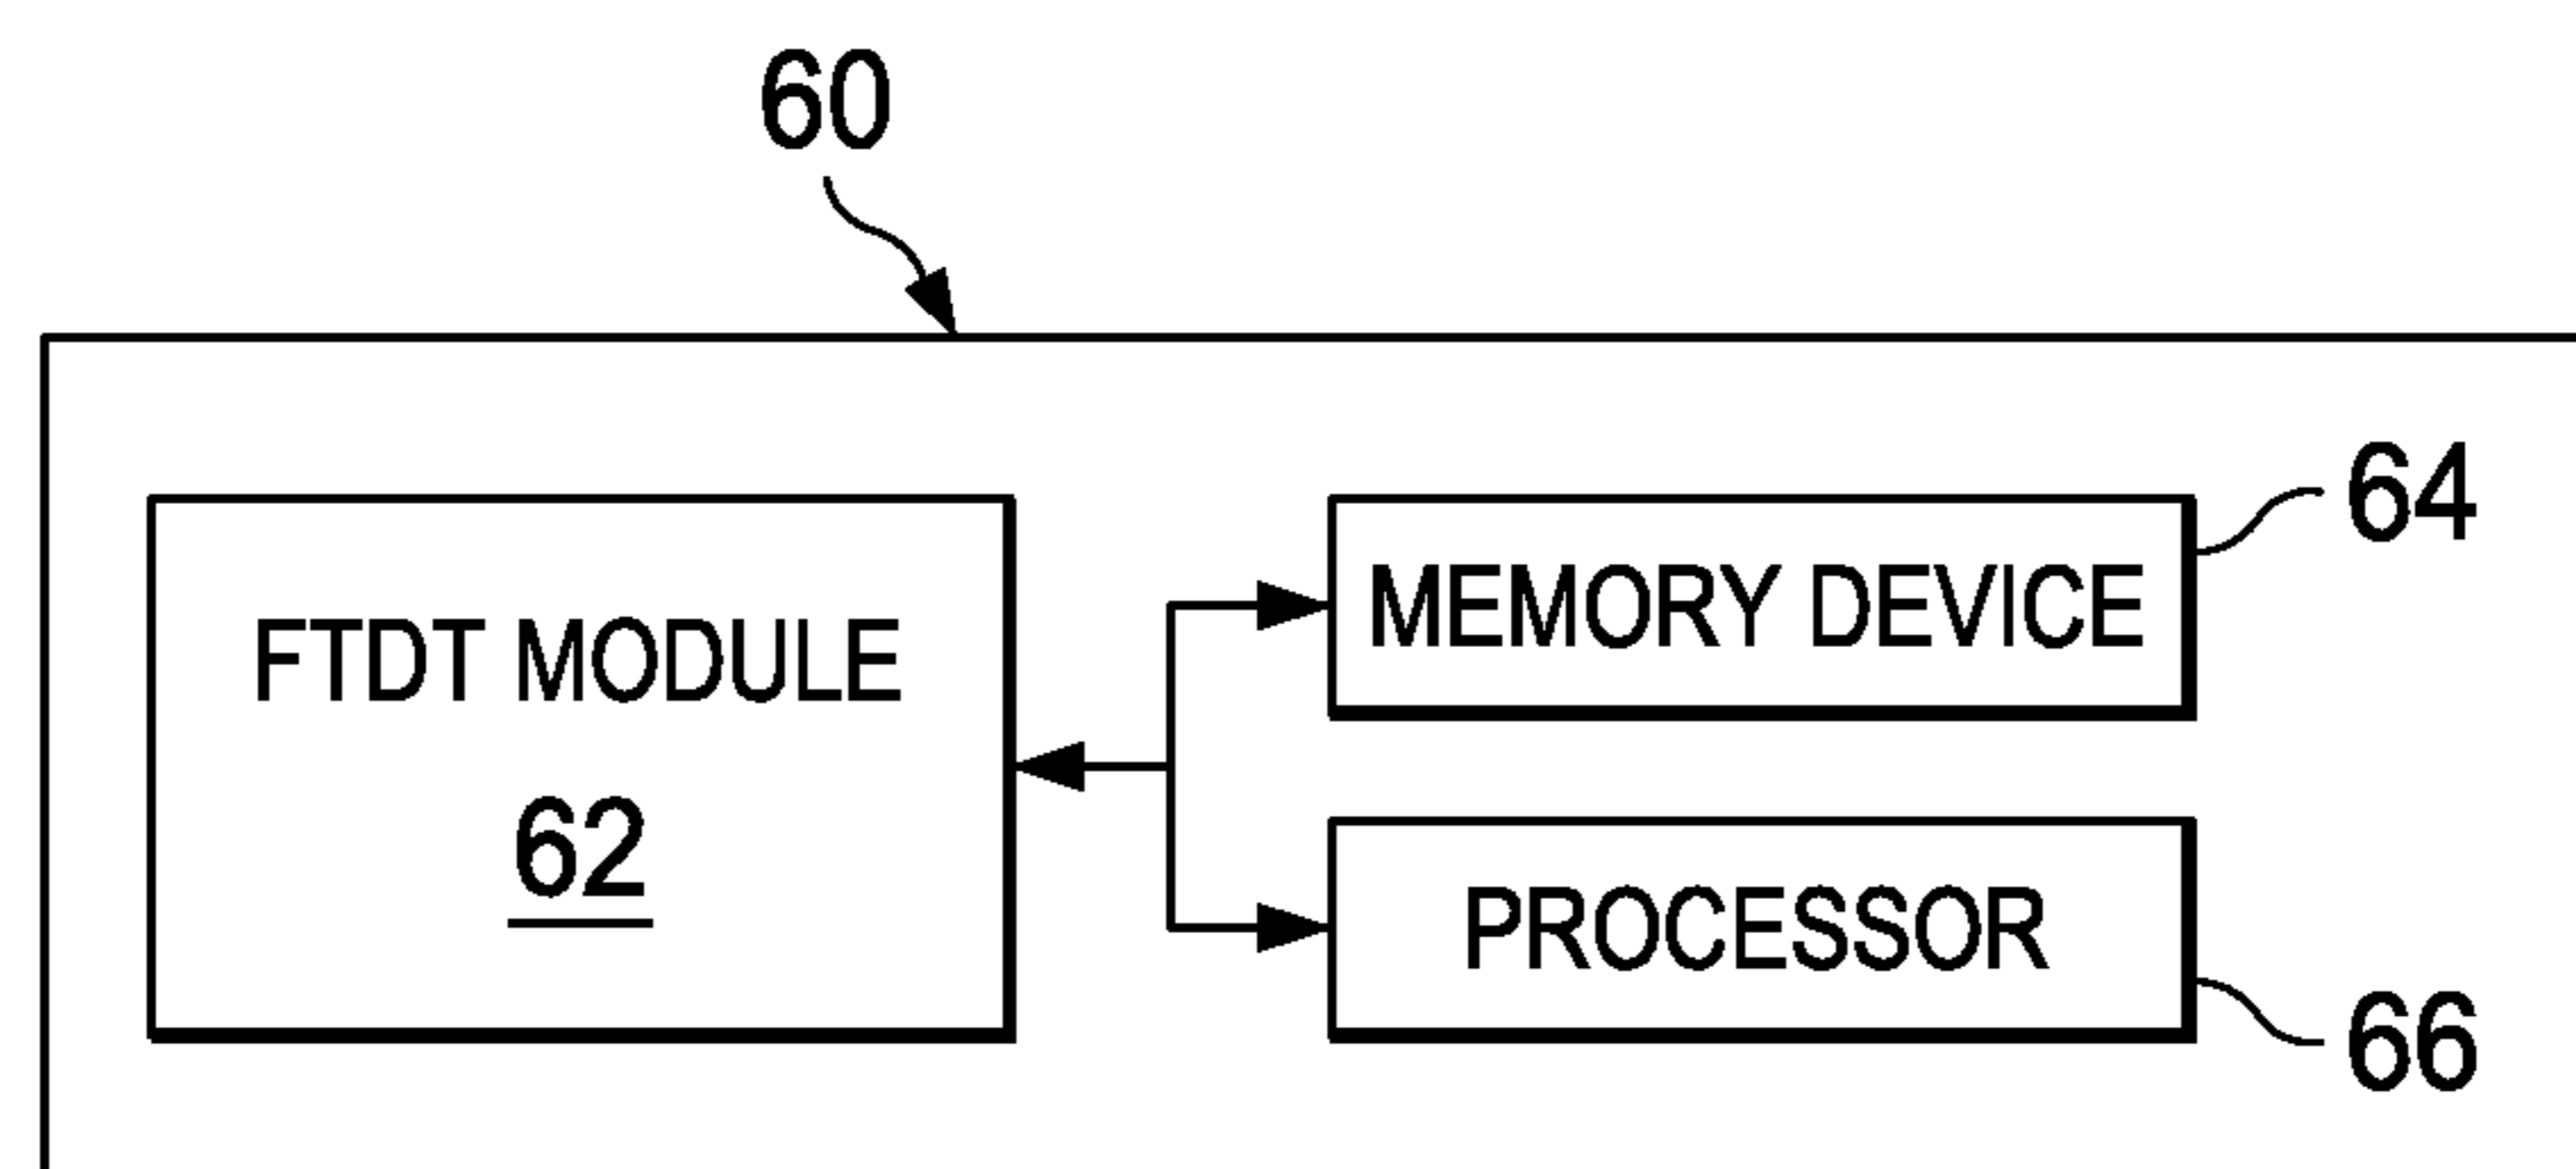 60
64
FTDT MODULE
MEMORY DEVICE
62
PROCESSOR
66